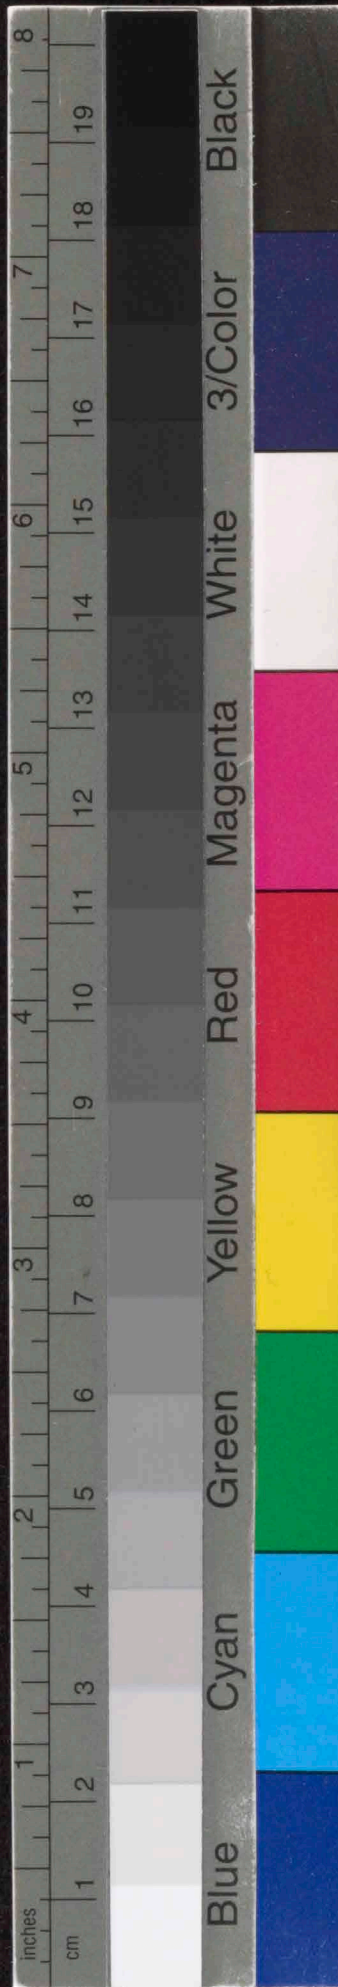 inches 1 2 3 4 5 6 7 8
cm 1 2 3 4 5 6 7 8 9 10 11 12 13 14 15 16 17 18 19
Blue Cyan Green Yellow Red Magenta White 3/Color Black